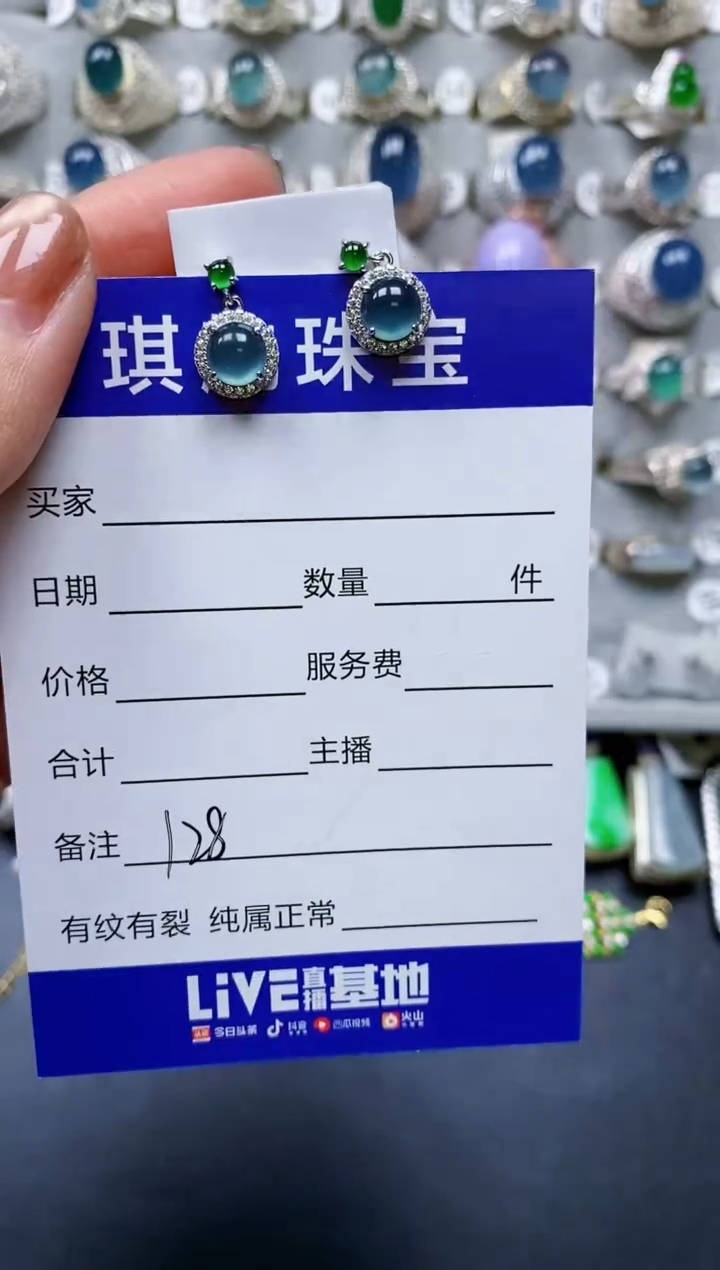 琪 珠宝
买家
日期 数量 件
价格 服务费
合计 主播
备注 128
有纹有裂 纯属正常
LiVE直播基地
今日头条 抖音 西瓜视频 火山